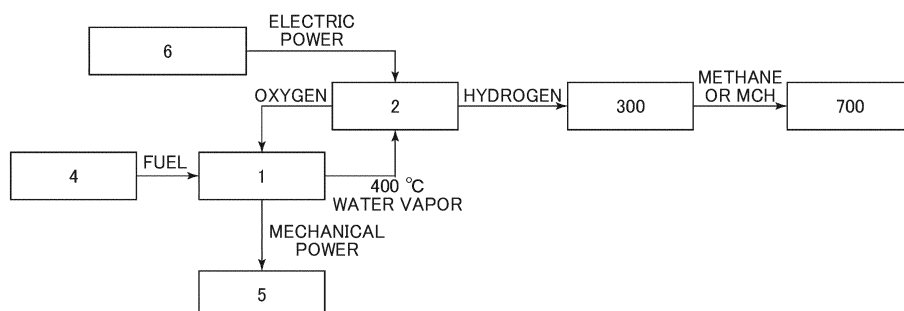 ELECTRIC
POWER
6
METHANE
OR MCH
OXYGEN
2
HYDROGEN
300
700
FUEL
4
1
400 °C
WATER VAPOR
MECHANICAL
POWER
5